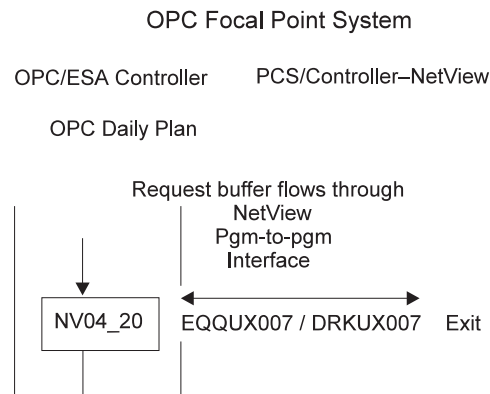 OPC Focal Point System
OPC/ESA Controller PCS/Controller–NetView
OPC Daily Plan
Request buffer flows through
NetView
Pgm-to-pgm
Interface
NV04_20 EQQUX007 / DRKUX007 Exit